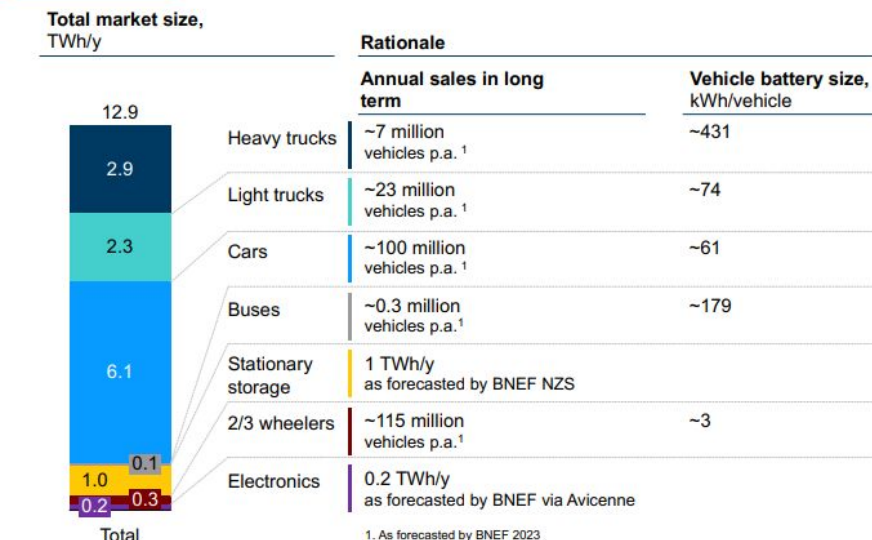 Total market size,
TWh/y
Rationale
Annual sales in long
term
Vehicle battery size,
kWh/vehicle
12.9
2.9
2.3
6.1
0.1
1.0
0.3
0.2
Total
Heavy trucks
~7 million
vehicles p.a. 1
~431
Light trucks
~23 million
vehicles p.a. 1
~74
Cars
~100 million
vehicles p.a. 1
~61
Buses
~0.3 million
vehicles p.a.1
~179
Stationary
storage
1 TWh/y
as forecasted by BNEF NZS
2/3 wheelers
~115 million
vehicles p.a.1
~3
Electronics
0.2 TWh/y
as forecasted by BNEF via Avicenne
1. As forecasted by BNEF 2023